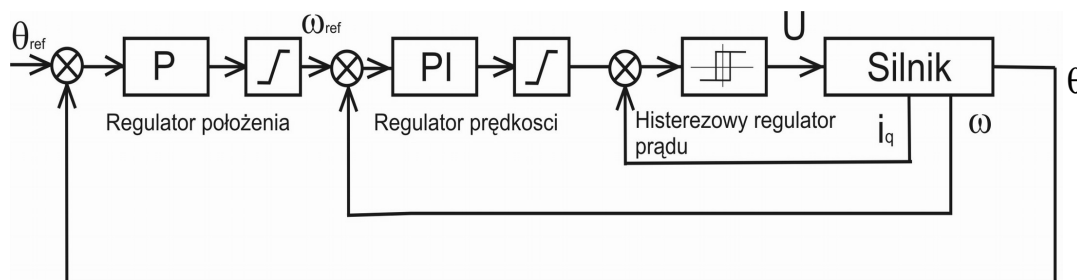 θref
P
ωref
PI
U
Silnik
θ
Regulator położenia
Regulator prędkosci
Histerezowy regulator
prądu
iq
ω